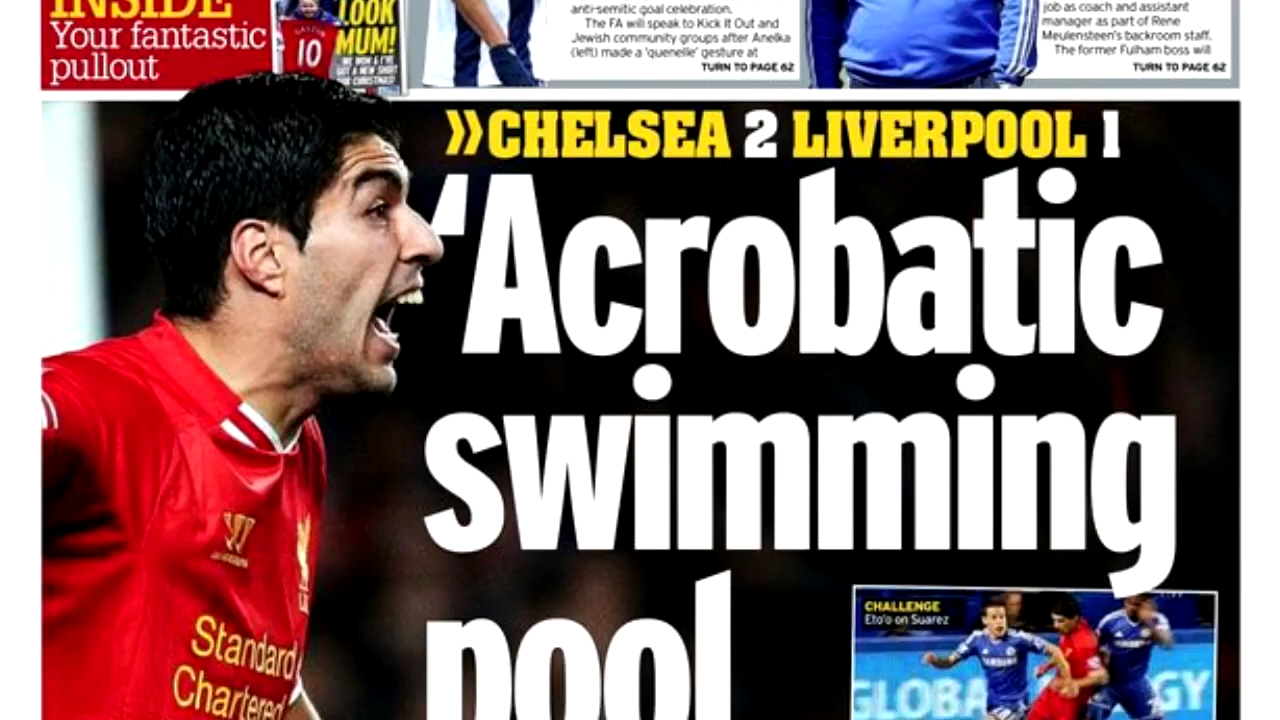 INSIDE
Your fantastic
pullout
10
LOOK
MUM!
anti-semitic goal celebration.
The FA will speak to Kick It Out and
Jewish community groups after Anelka
(left) made a 'quenelle' gesture at
TURN TO PAGE 62
job as coach and assistant
manager as part of Rene
Meulensteen's backroom staff.
The former Fulham boss will
TURN TO PAGE 62
»CHELSEA 2 LIVERPOOL 1
'Acrobatic
swimming
pool
CHALLENGE
Eto'o on Suarez
Standard
Chartered
SAMSUNG
GLOBA
GY